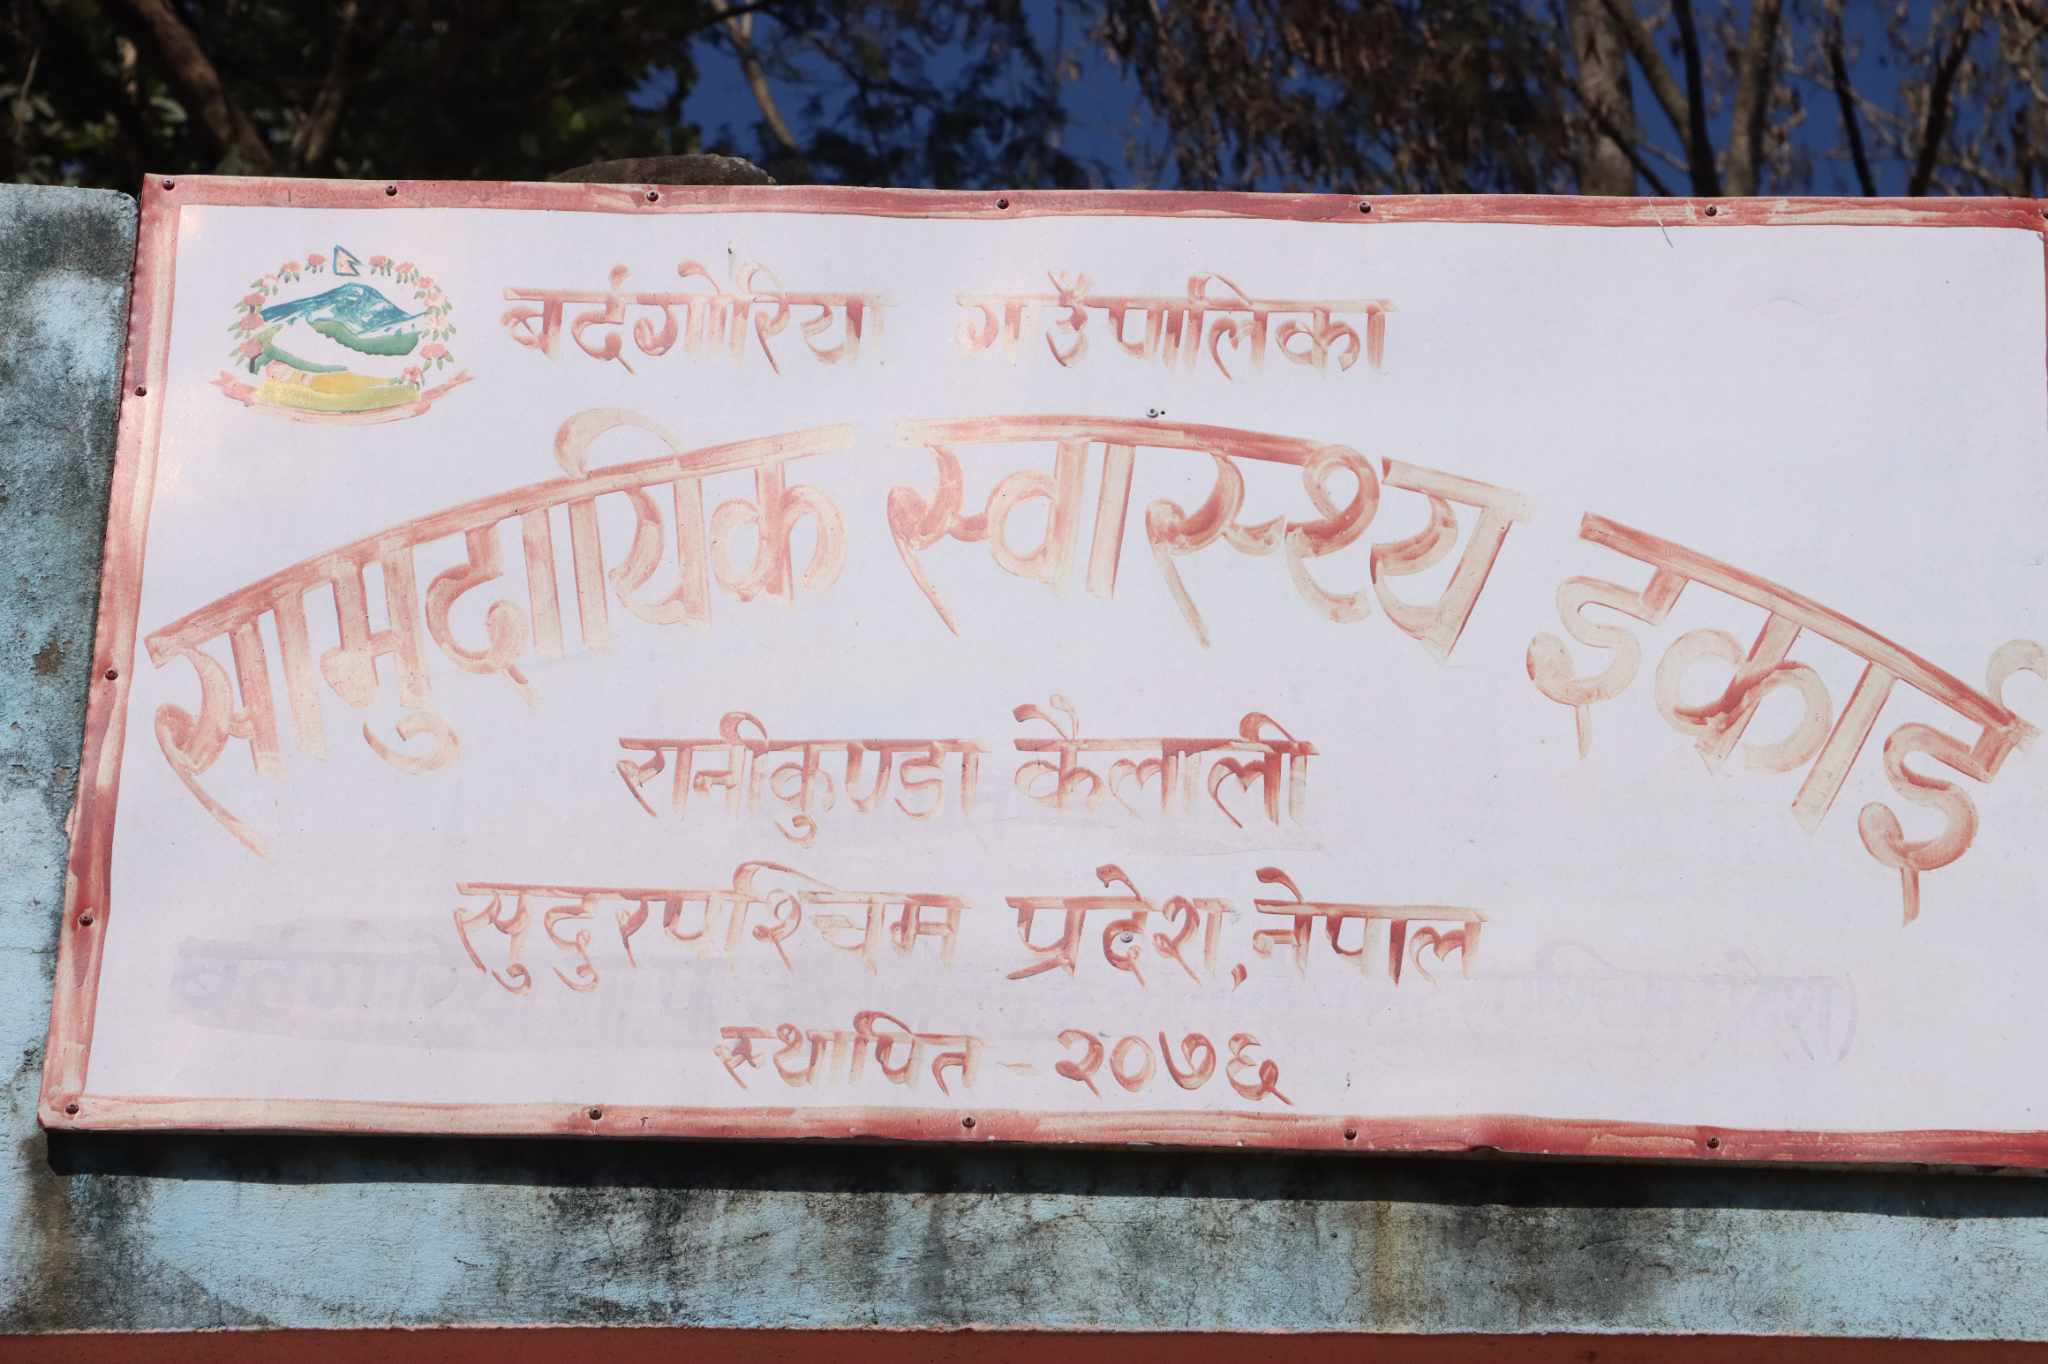 बर्दगोरिया गाउँपालिका
सामुदायिक स्वास्थ्य इकाई
रानीकुण्डा कैलाली
सुदुरपश्चिम प्रदेश, नेपाल
स्थापित - २०७६